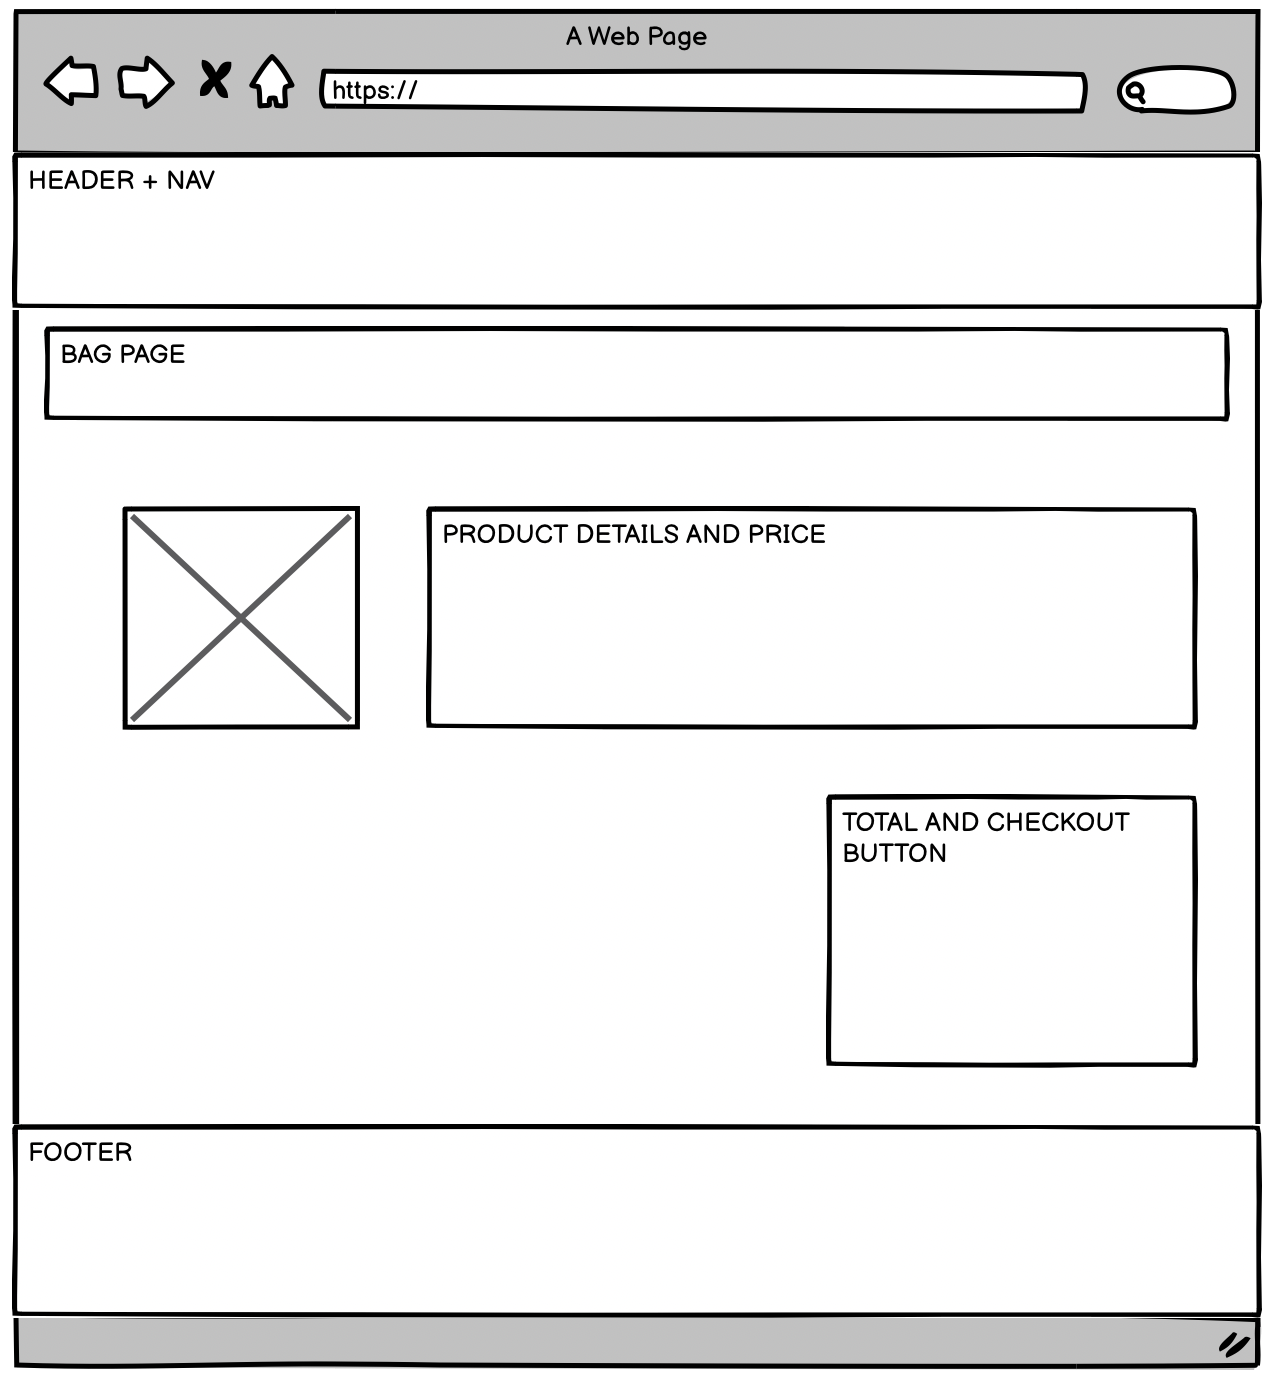 A Web Page
https://
HEADER + NAV
BAG PAGE
PRODUCT DETAILS AND PRICE
TOTAL AND CHECKOUT
BUTTON
FOOTER